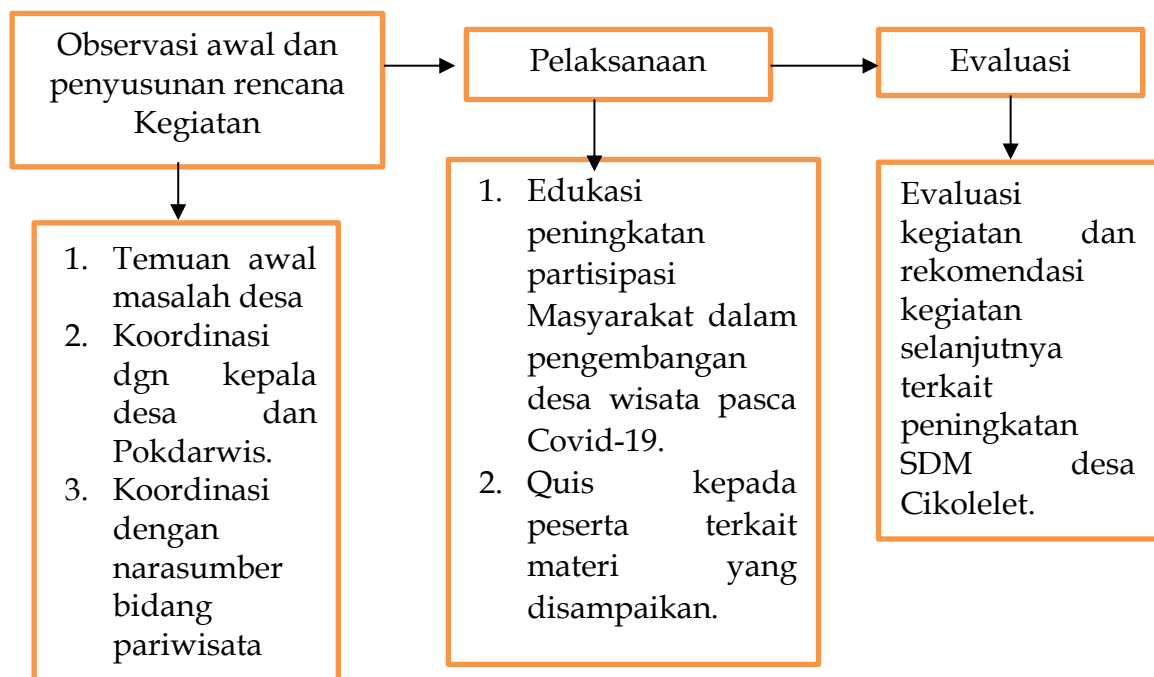 Observasi awal dan
penyusunan rencana
Kegiatan
Pelaksanaan
Evaluasi
1. Temuan awal
masalah desa
2. Koordinasi
dgn kepala
desa dan
Pokdarwis.
3. Koordinasi
dengan
narasumber
bidang
pariwisata
1. Edukasi
peningkatan
partisipasi
Masyarakat dalam
pengembangan
desa wisata pasca
Covid-19.
2. Quis kepada
peserta terkait
materi yang
disampaikan.
Evaluasi
kegiatan dan
rekomendasi
kegiatan
selanjutnya
terkait
peningkatan
SDM desa
Cikolelet.